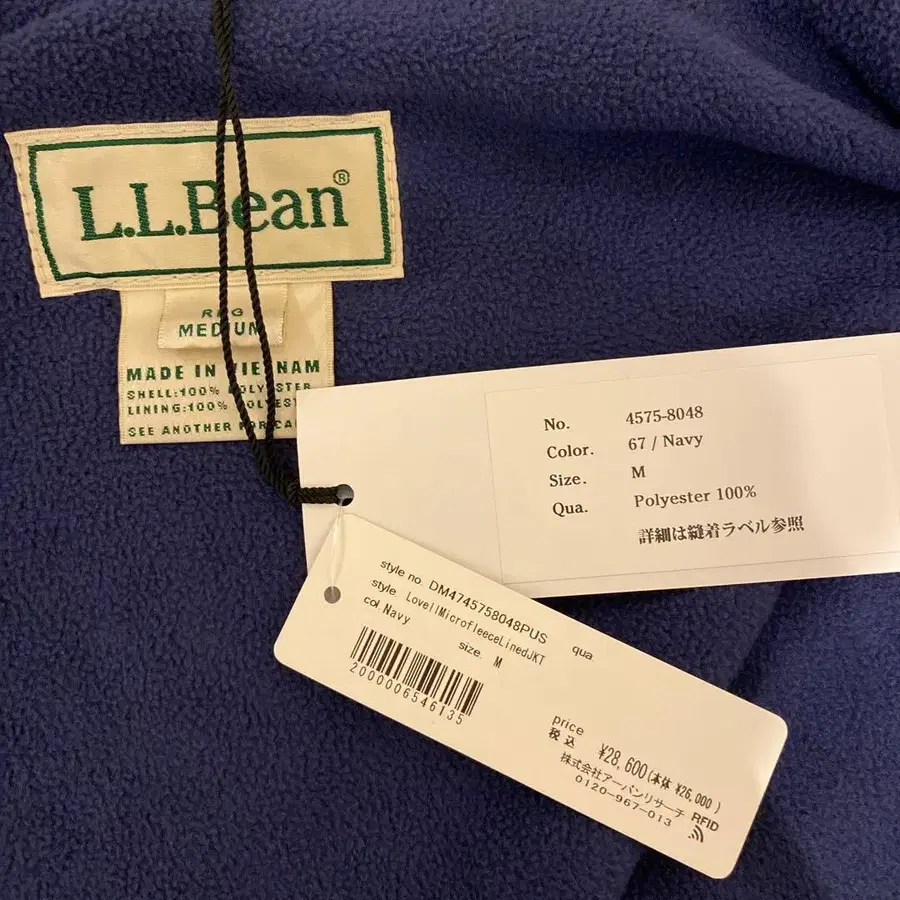 L.L.Bean®
REG
MEDIUM
MADE IN VIETNAM
SHELL:100% POLYESTER
LINING:100% POLYES
SEE ANOTHER FOR CA
No. 4575-8048
Color. 67 / Navy
Size. M
Qua. Polyester 100%
詳細は縫着ラベル参照
style no. DM4745758048PUS
style. LovellMicrofleeceLinedJKT
col. Navy
size. M
qua.
2000006546135
price
税込 ¥28,600(本体 ¥26,000)
株式会社アーバンリサーチ RFID
0120-967-013